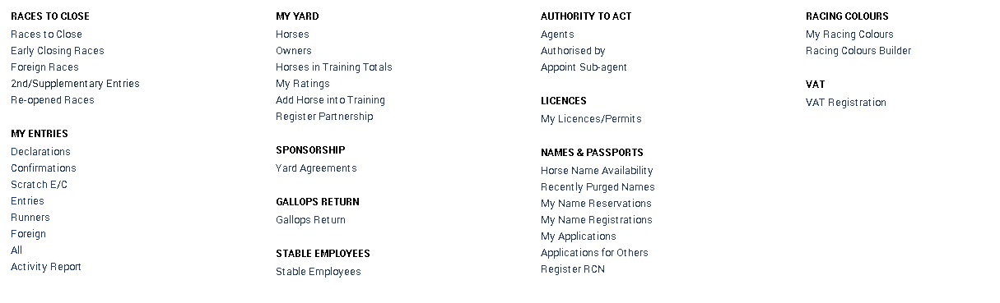 RACES TO CLOSE
Races to Close
Early Closing Races
Foreign Races
2nd/Supplementary Entries
Re-opened Races
MY ENTRIES
Declarations
Confirmations
Scratch E/C
Entries
Runners
Foreign
All
Activity Report
MY YARD
Horses
Owners
Horses in Training Totals
My Ratings
Add Horse into Training
Register Partnership
SPONSORSHIP
Yard Agreements
GALLOPS RETURN
Gallops Return
STABLE EMPLOYEES
Stable Employees
AUTHORITY TO ACT
Agents
Authorised by
Appoint Sub-agent
LICENCES
My Licences/Permits
NAMES & PASSPORTS
Horse Name Availability
Recently Purged Names
My Name Reservations
My Name Registrations
My Applications
Applications for Others
Register RCN
RACING COLOURS
My Racing Colours
Racing Colours Builder
VAT
VAT Registration